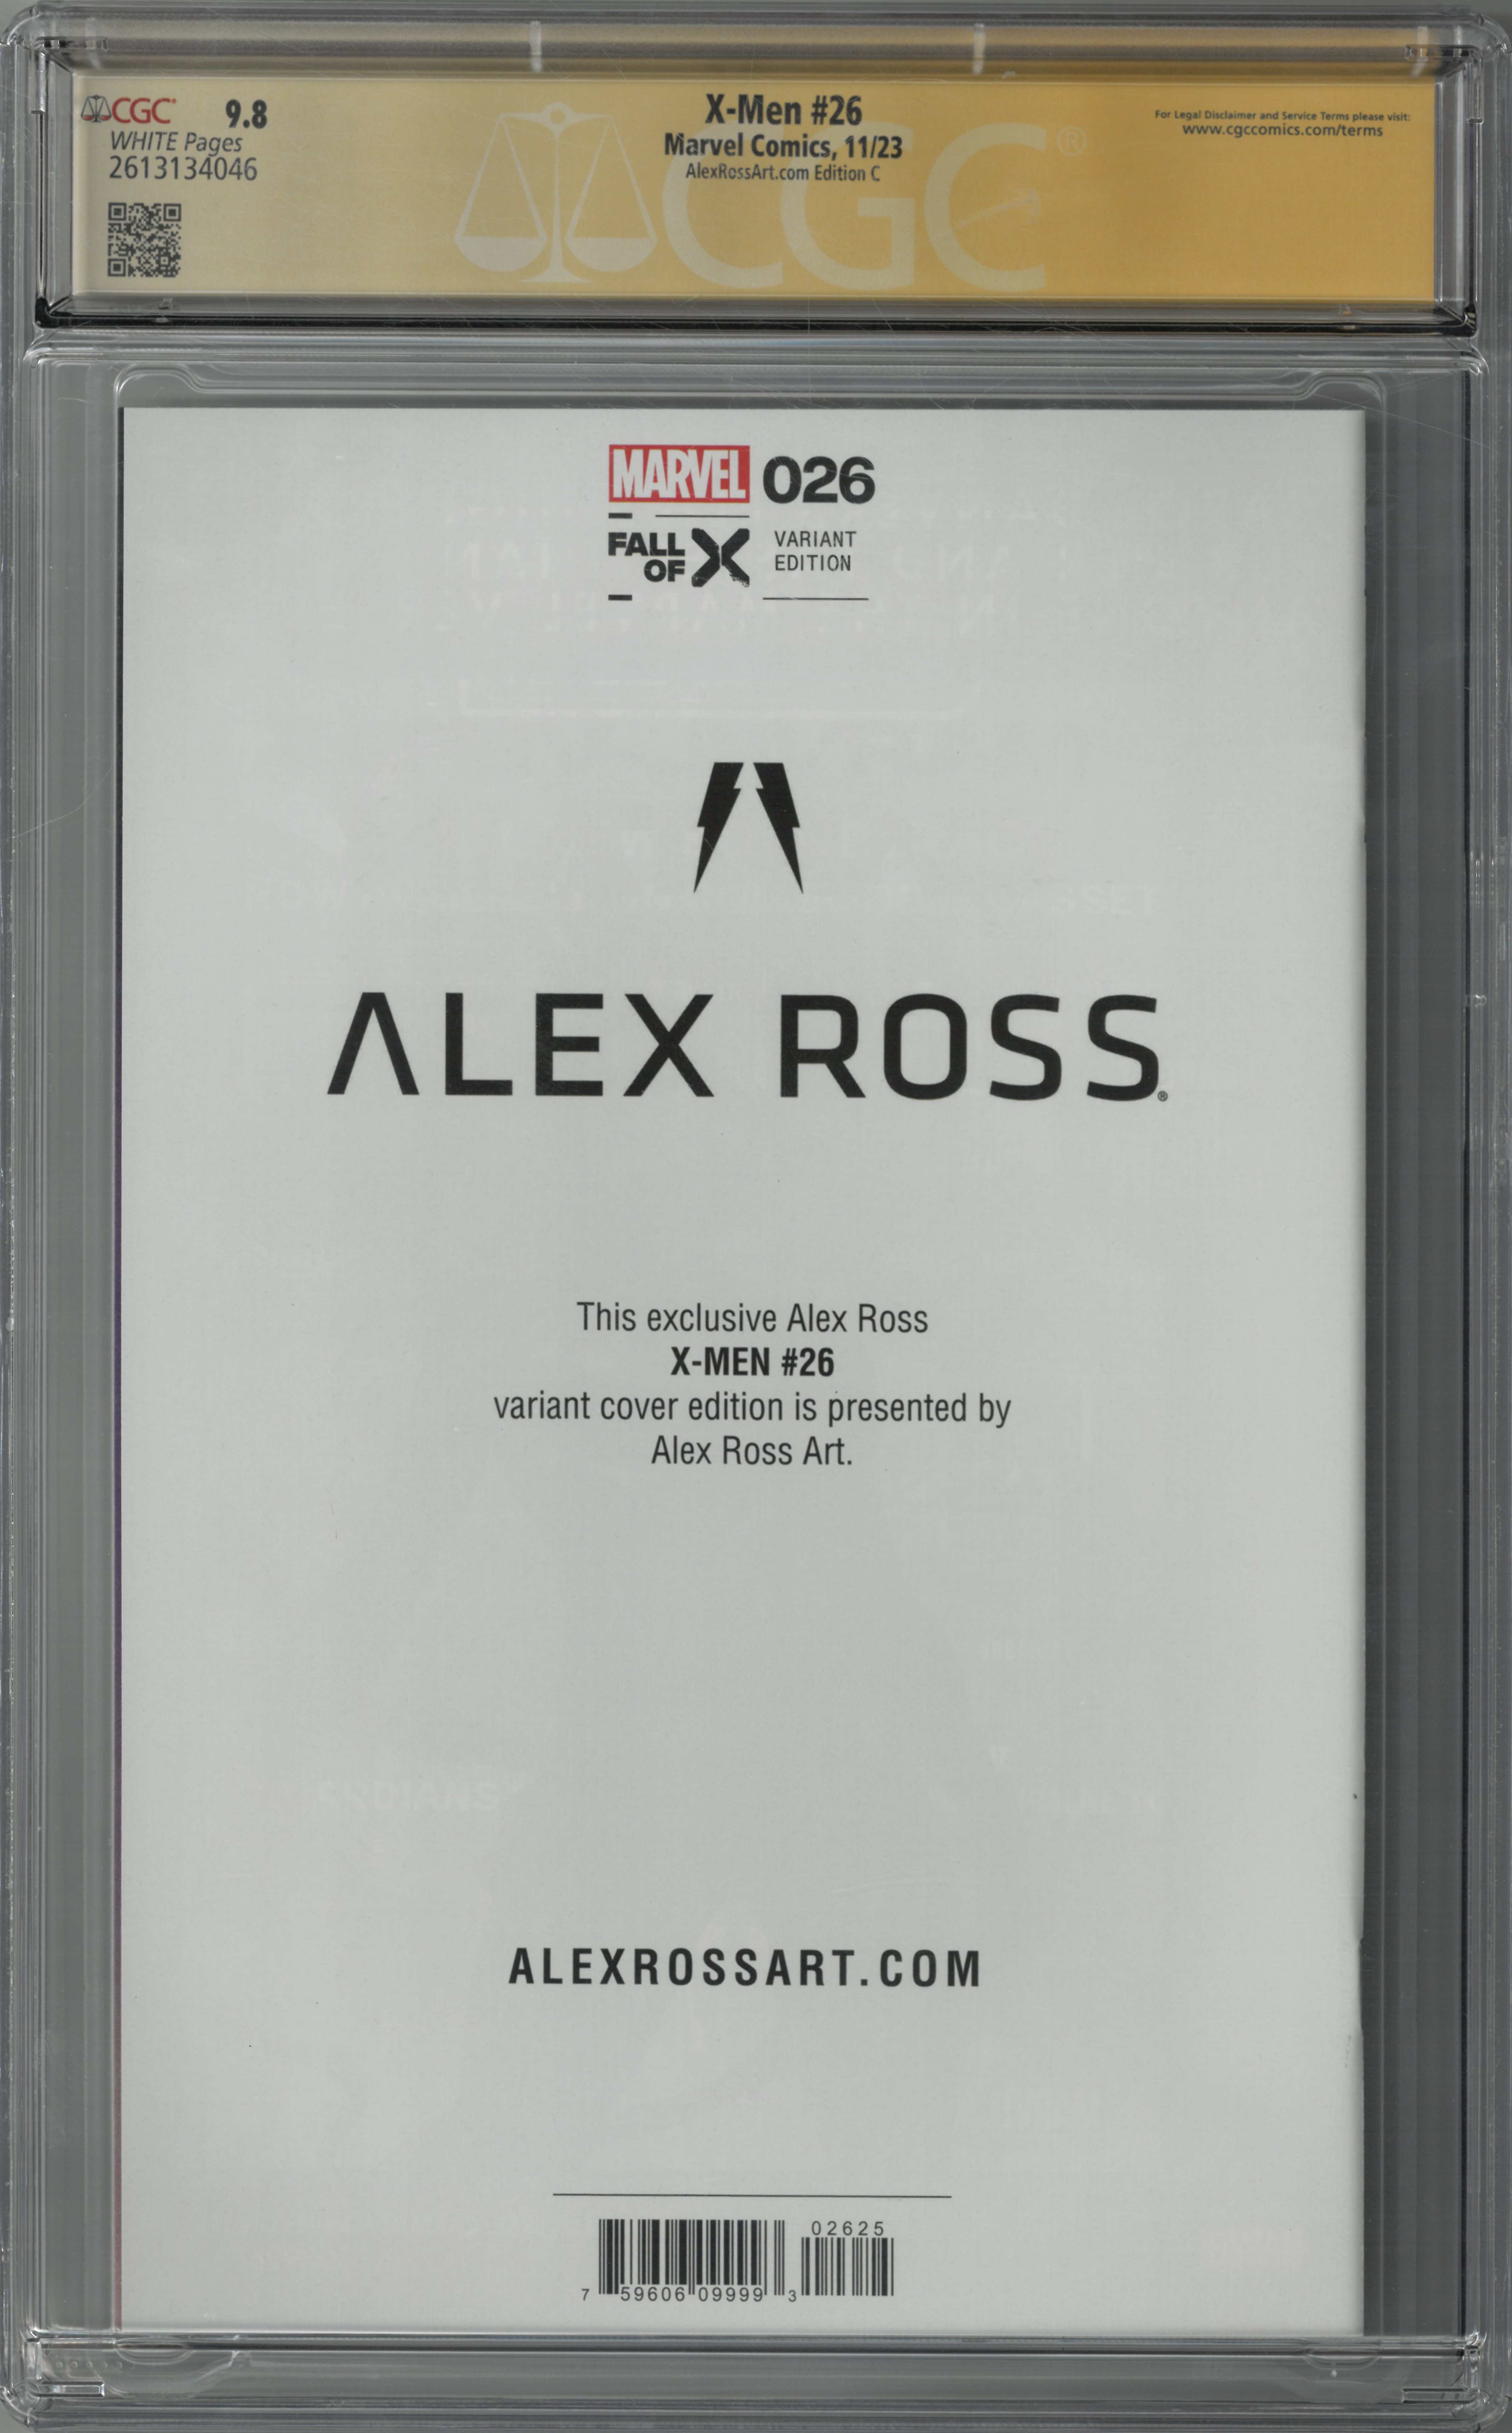 CGC 9.8
WHITE Pages
2613134046
X-Men #26
Marvel Comics, 11/23
AlexRossArt.com Edition C
For Legal Disclaimer and Service Terms please visit:
www.cgccomics.com/terms
CGC®
MARVEL 026
FALL OF X
VARIANT
EDITION
ALEX ROSS®
This exclusive Alex Ross
X-MEN #26
variant cover edition is presented by
Alex Ross Art.
ALEXROSSART.COM
02625
7 59606 09999 3